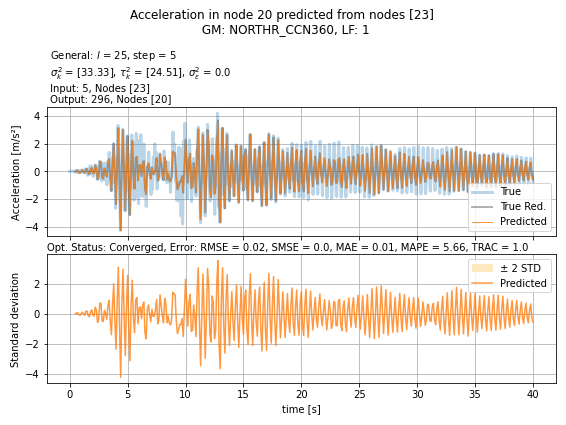 Acceleration in node 20 predicted from nodes [23]
GM: NORTHR_CCN360, LF: 1
General: l = 25, step = 5
σ²ₖ = [33.33], τ²ₖ = [24.51], σ²ε = 0.0
Input: 5, Nodes [23]
Output: 296, Nodes [20]
Acceleration [m/s²]
4
2
0
−2
−4
True
True Red.
Predicted
Opt. Status: Converged, Error: RMSE = 0.02, SMSE = 0.0, MAE = 0.01, MAPE = 5.66, TRAC = 1.0
Standard deviation
2
0
−2
−4
± 2 STD
Predicted
0 5 10 15 20 25 30 35 40
time [s]